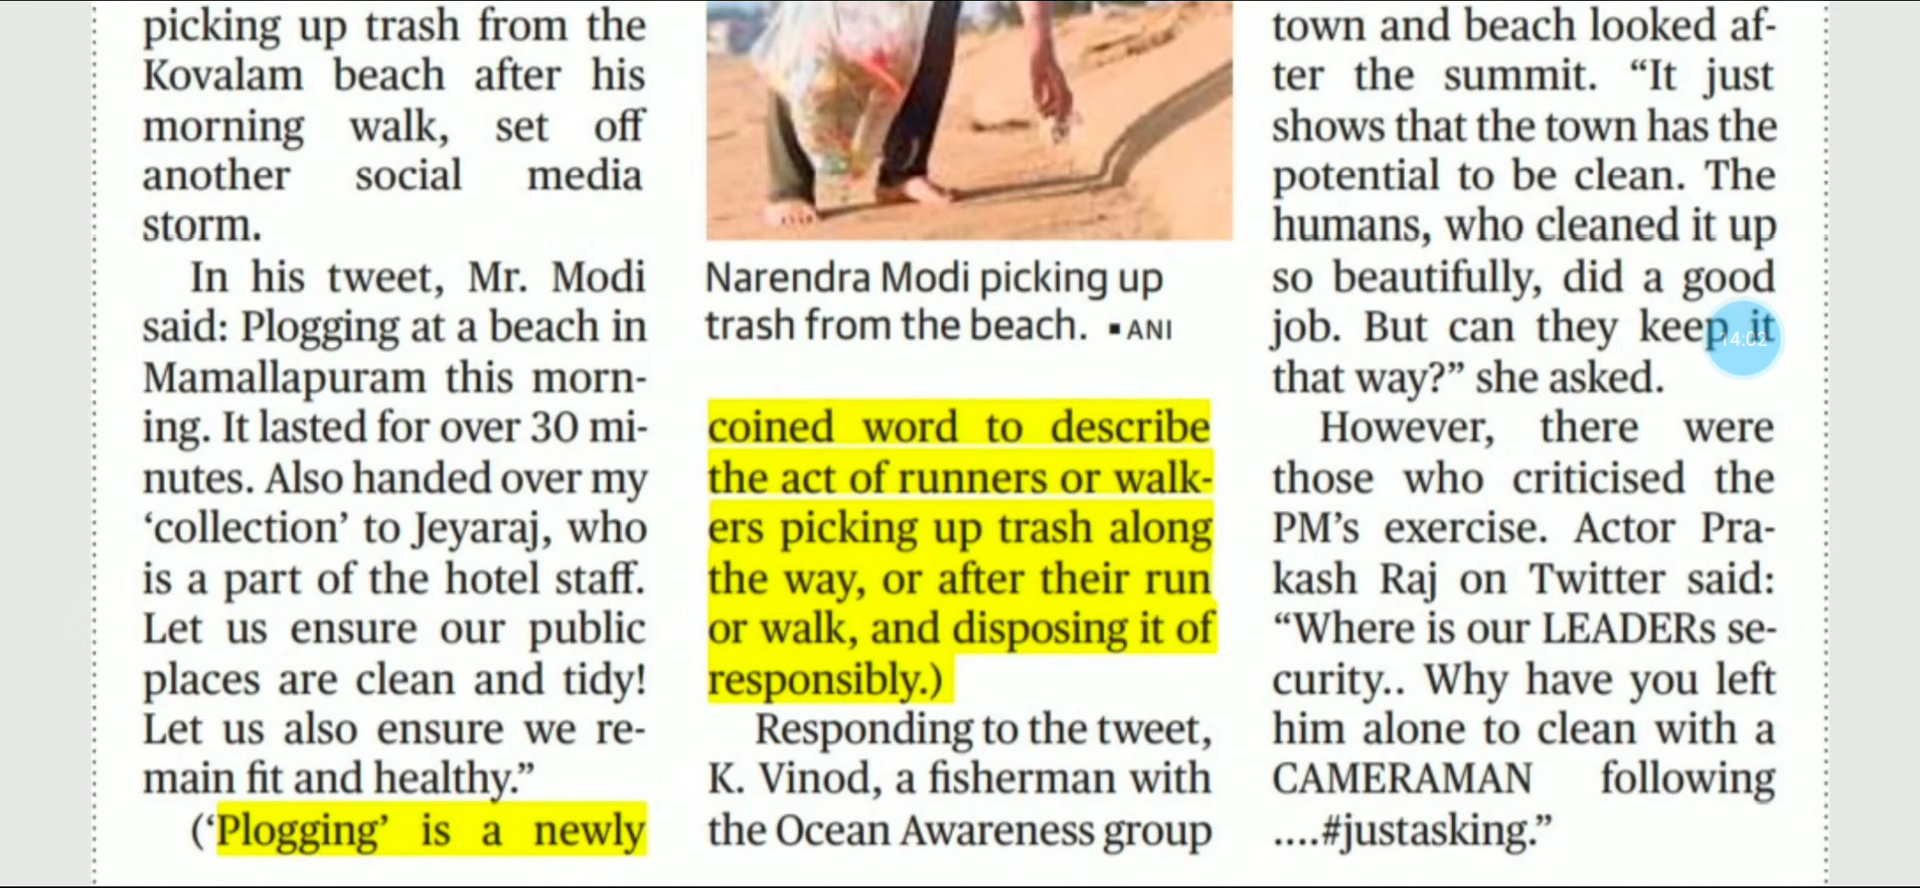 picking up trash from the
Kovalam beach after his
morning walk, set off
another social media
storm.
In his tweet, Mr. Modi
said: Plogging at a beach in
Mamallapuram this morn-
ing. It lasted for over 30 mi-
nutes. Also handed over my
‘collection’ to Jeyaraj, who
is a part of the hotel staff.
Let us ensure our public
places are clean and tidy!
Let us also ensure we re-
main fit and healthy.”
(‘Plogging’ is a newly
Narendra Modi picking up
trash from the beach. ▪ ANI
coined word to describe
the act of runners or walk-
ers picking up trash along
the way, or after their run
or walk, and disposing it of
responsibly.)
Responding to the tweet,
K. Vinod, a fisherman with
the Ocean Awareness group
town and beach looked af-
ter the summit. “It just
shows that the town has the
potential to be clean. The
humans, who cleaned it up
so beautifully, did a good
job. But can they keep it
that way?” she asked.
However, there were
those who criticised the
PM’s exercise. Actor Pra-
kash Raj on Twitter said:
“Where is our LEADERs se-
curity.. Why have you left
him alone to clean with a
CAMERAMAN following
....#justasking.”
14:02